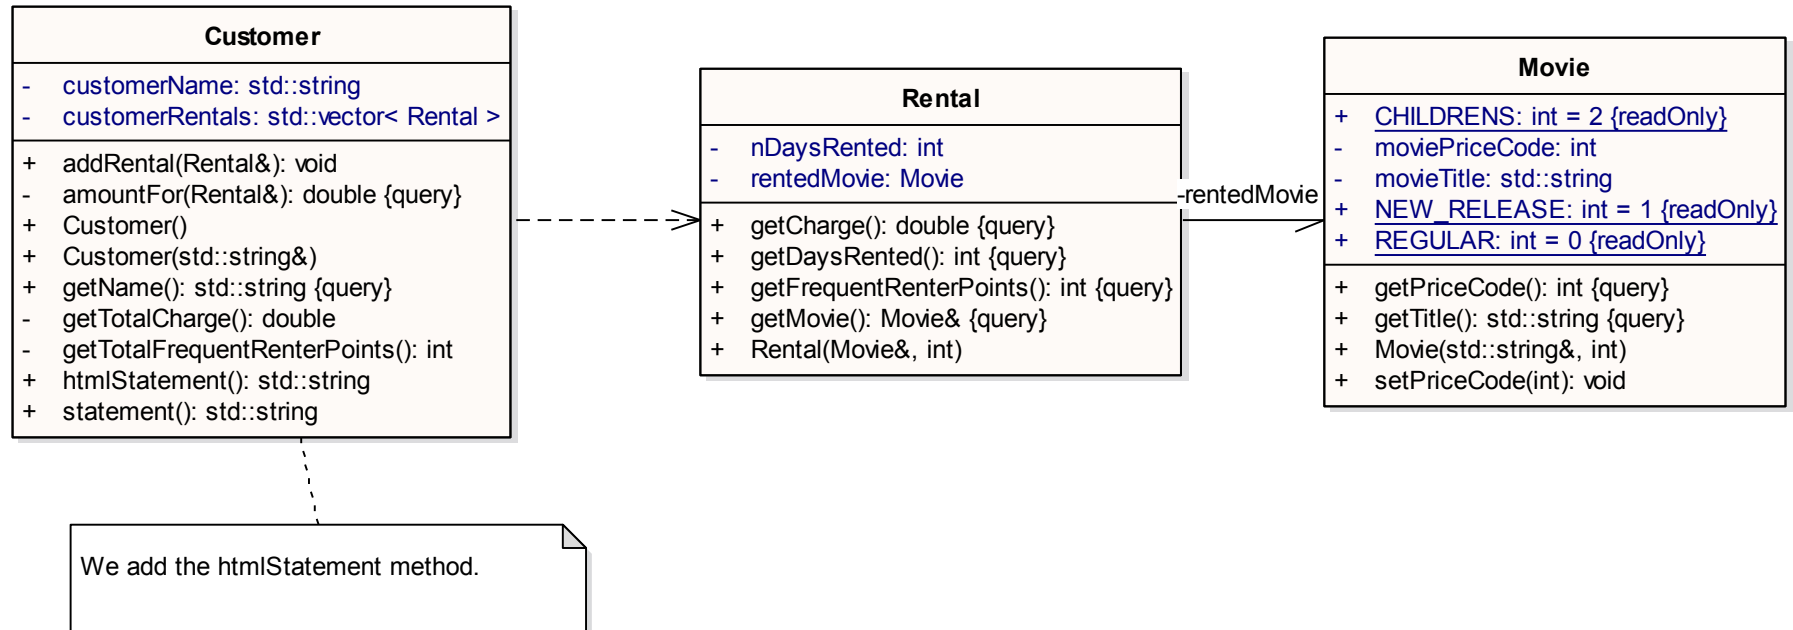 Customer
- customerName: std::string
- customerRentals: std::vector< Rental >
+ addRental(Rental&): void
- amountFor(Rental&): double {query}
+ Customer()
+ Customer(std::string&)
+ getName(): std::string {query}
- getTotalCharge(): double
- getTotalFrequentRenterPoints(): int
+ htmlStatement(): std::string
+ statement(): std::string
We add the htmlStatement method.
Rental
- nDaysRented: int
- rentedMovie: Movie
+ getCharge(): double {query}
+ getDaysRented(): int {query}
+ getFrequentRenterPoints(): int {query}
+ getMovie(): Movie& {query}
+ Rental(Movie&, int)
-rentedMovie
Movie
+ CHILDRENS: int = 2 {readOnly}
- moviePriceCode: int
- movieTitle: std::string
+ NEW_RELEASE: int = 1 {readOnly}
+ REGULAR: int = 0 {readOnly}
+ getPriceCode(): int {query}
+ getTitle(): std::string {query}
+ Movie(std::string&, int)
+ setPriceCode(int): void